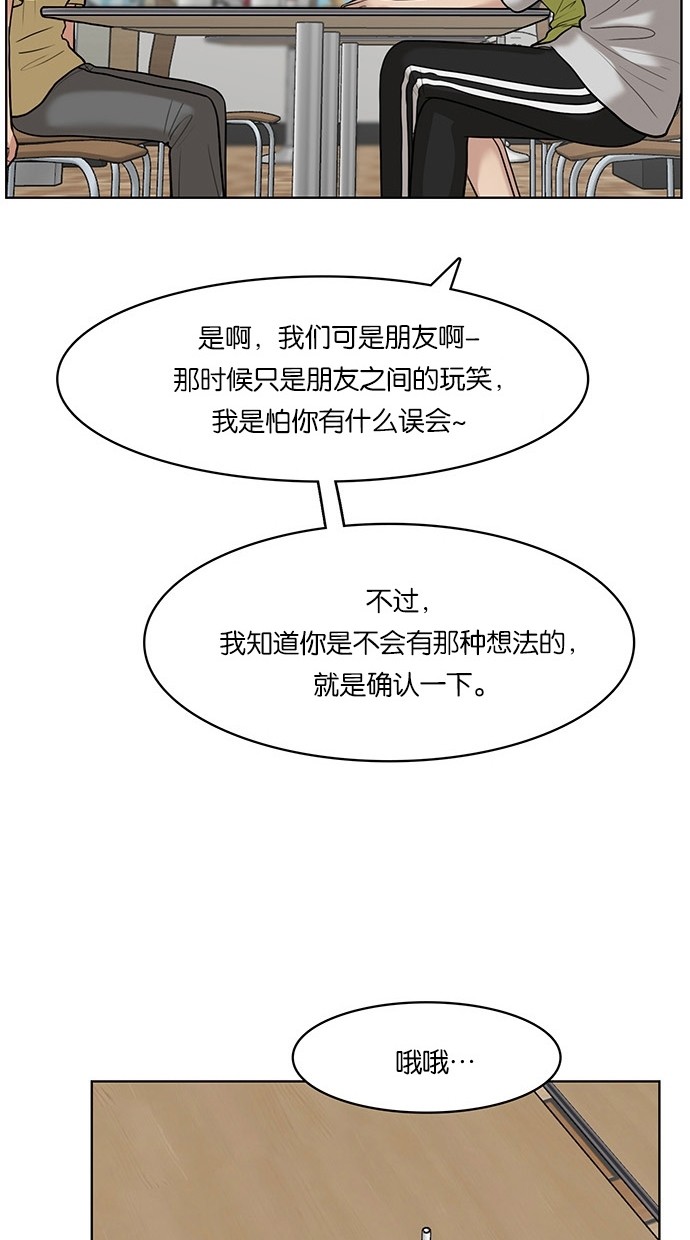 是啊，我们可是朋友啊-
那时候只是朋友之间的玩笑，
我是怕你有什么误会~
不过，
我知道你是不会有那种想法的，
就是确认一下。
哦哦…